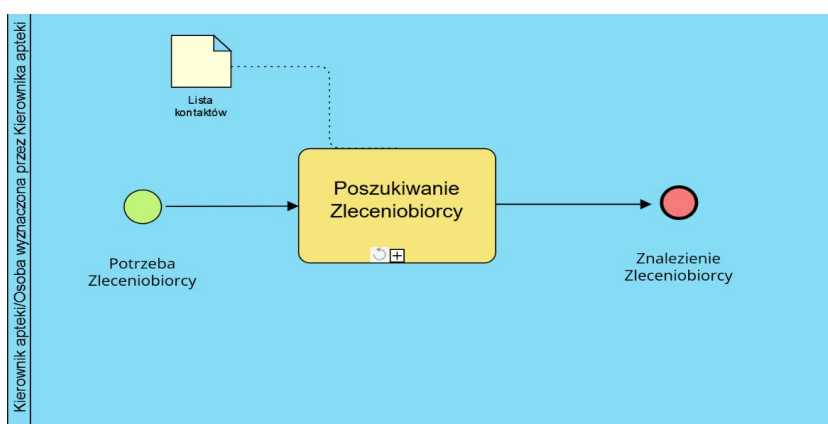 Kierownik apteki/Osoba wyznaczona przez Kierownika apteki
Lista
kontaktów
Poszukiwanie
Zleceniobiorcy
Potrzeba
Zleceniobiorcy
Znalezienie
Zleceniobiorcy